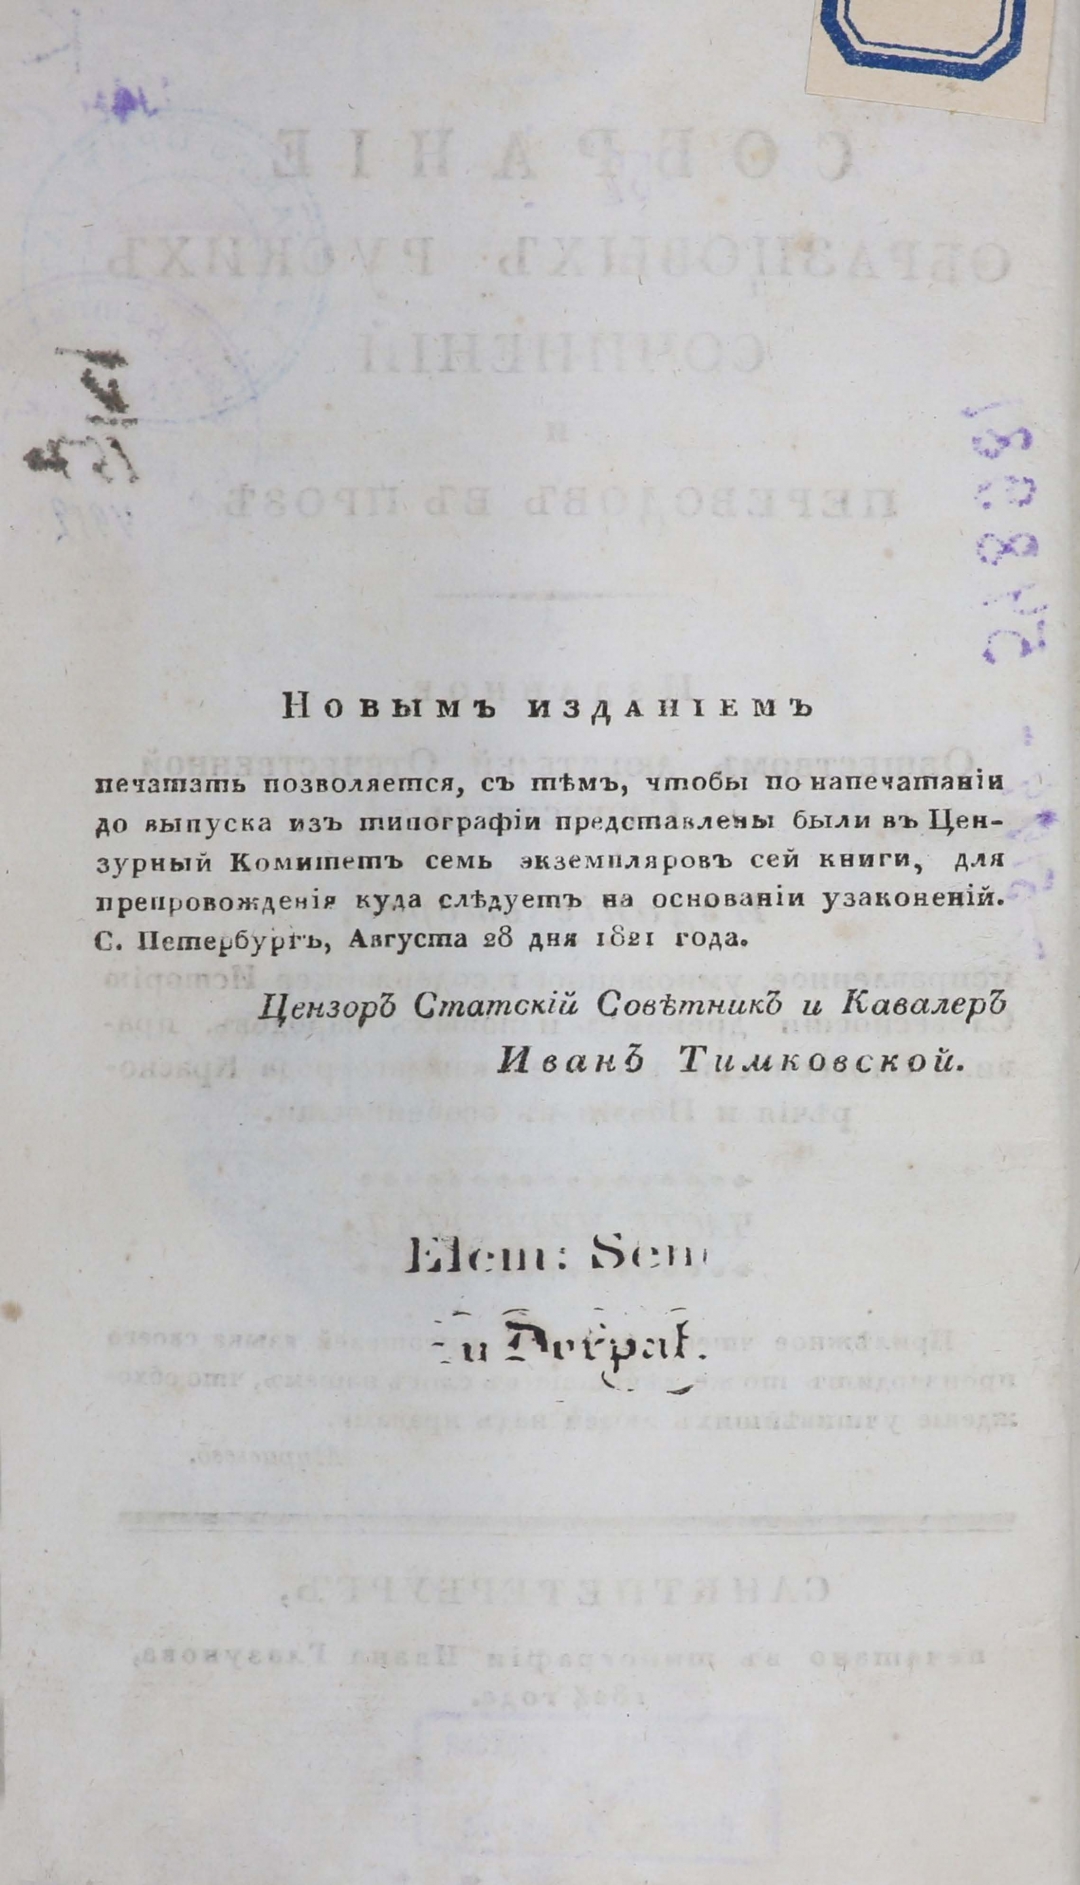 Новымъ изданіемъ
печатать позволяется, съ тѣмъ, чтобы по напечатаніи
до выпуска изъ типографіи представлены были въ Цен-
зурный Комитетъ семь экземпляровъ сей книги, для
препровожденія куда слѣдуетъ на основаніи узаконеній.
С. Петербургъ, Августа 28 дня 1821 года.
Цензоръ Статскій Совѣтникъ и Кавалеръ
Иванъ Тимковской.
Elem: Sem
zu Dorpat.